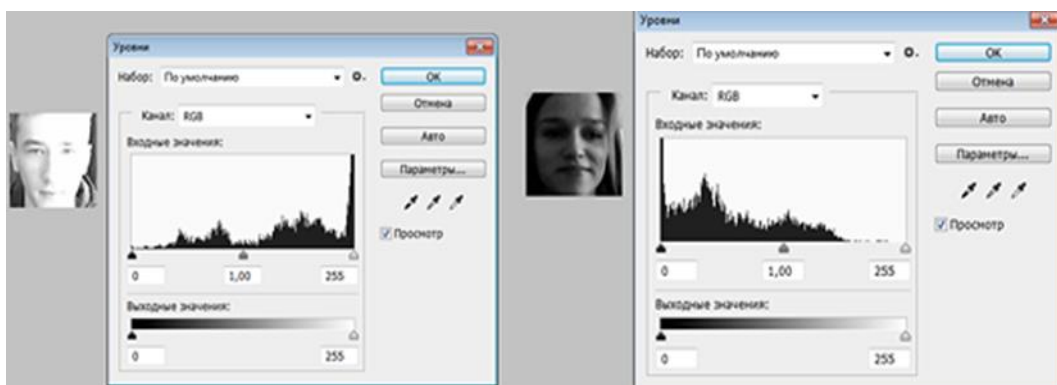 Уровни
Набор: По умолчанию
OK
Отмена
Канал: RGB
Авто
Входные значения:
Параметры...
Просмотр
0 1,00 255
Выходные значения:
0 255
Уровни
Набор: По умолчанию
OK
Отмена
Канал: RGB
Авто
Входные значения:
Параметры...
Просмотр
0 1,00 255
Выходные значения:
0 255